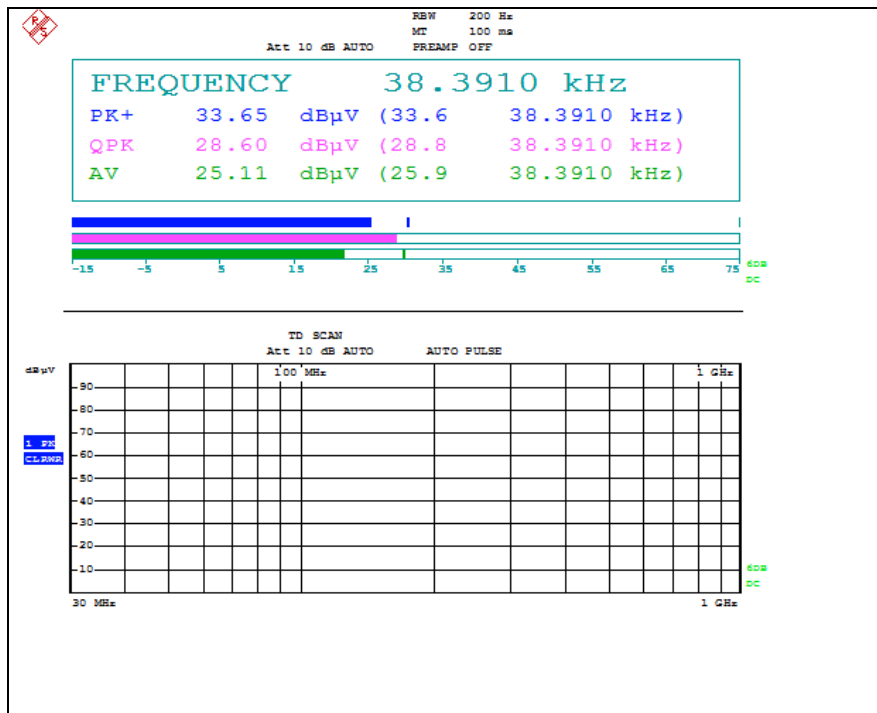 R S
RBW 200 Hz
MT 100 ms
Att 10 dB AUTO PREAMP OFF
FREQUENCY 38.3910 kHz
PK+ 33.65 dBµV (33.6 38.3910 kHz)
QPK 28.60 dBµV (28.8 38.3910 kHz)
AV 25.11 dBµV (25.9 38.3910 kHz)
-15 -5 5 15 25 35 45 55 65 75
6DB
DC
TD SCAN
Att 10 dB AUTO AUTO PULSE
dBµV
100 MHz 1 GHz
90
80
70
1 PK
60
CLRWR
50
40
30
20
10
6DB
DC
30 MHz 1 GHz